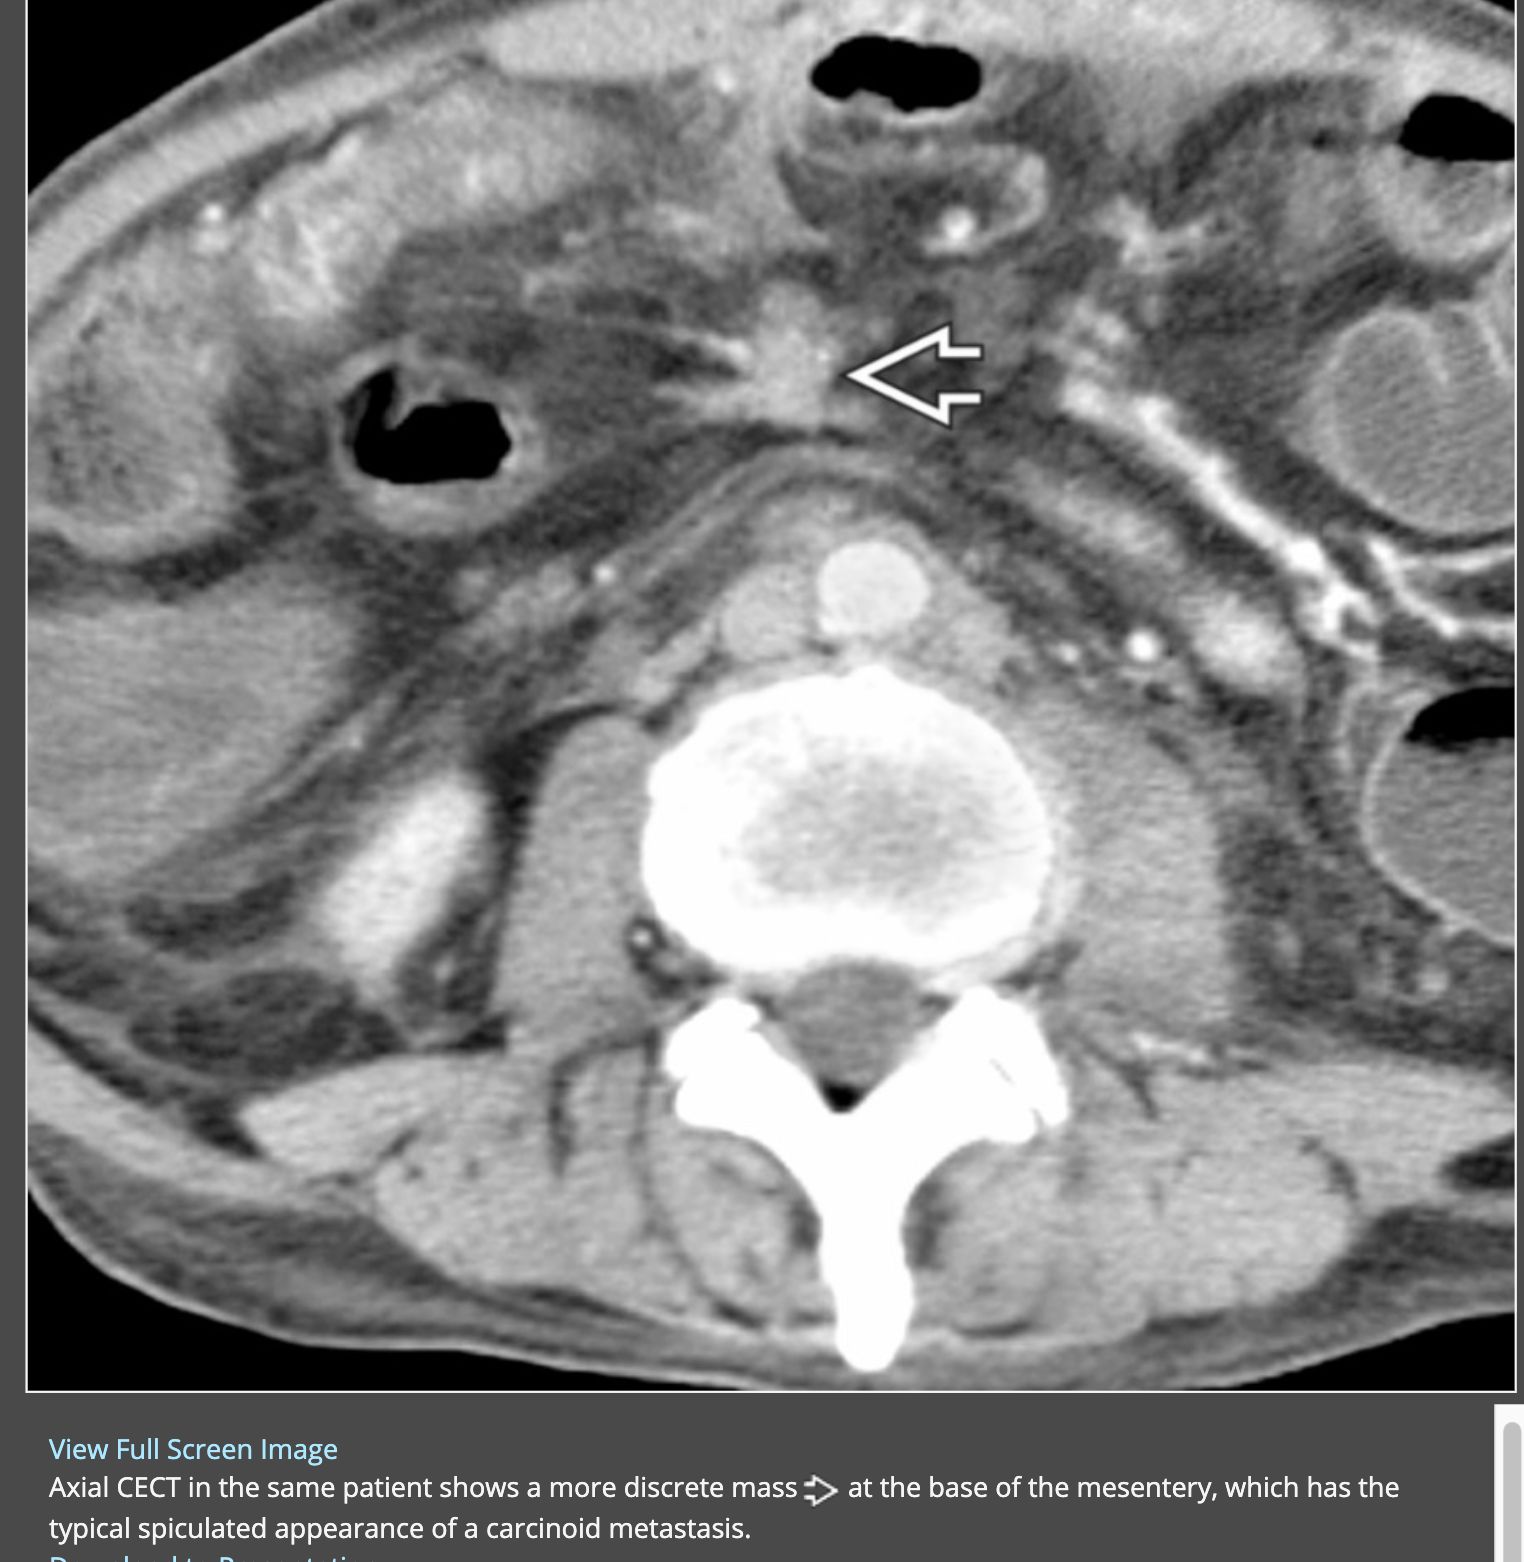 View Full Screen Image
Axial CECT in the same patient shows a more discrete mass at the base of the mesentery, which has the
typical spiculated appearance of a carcinoid metastasis.